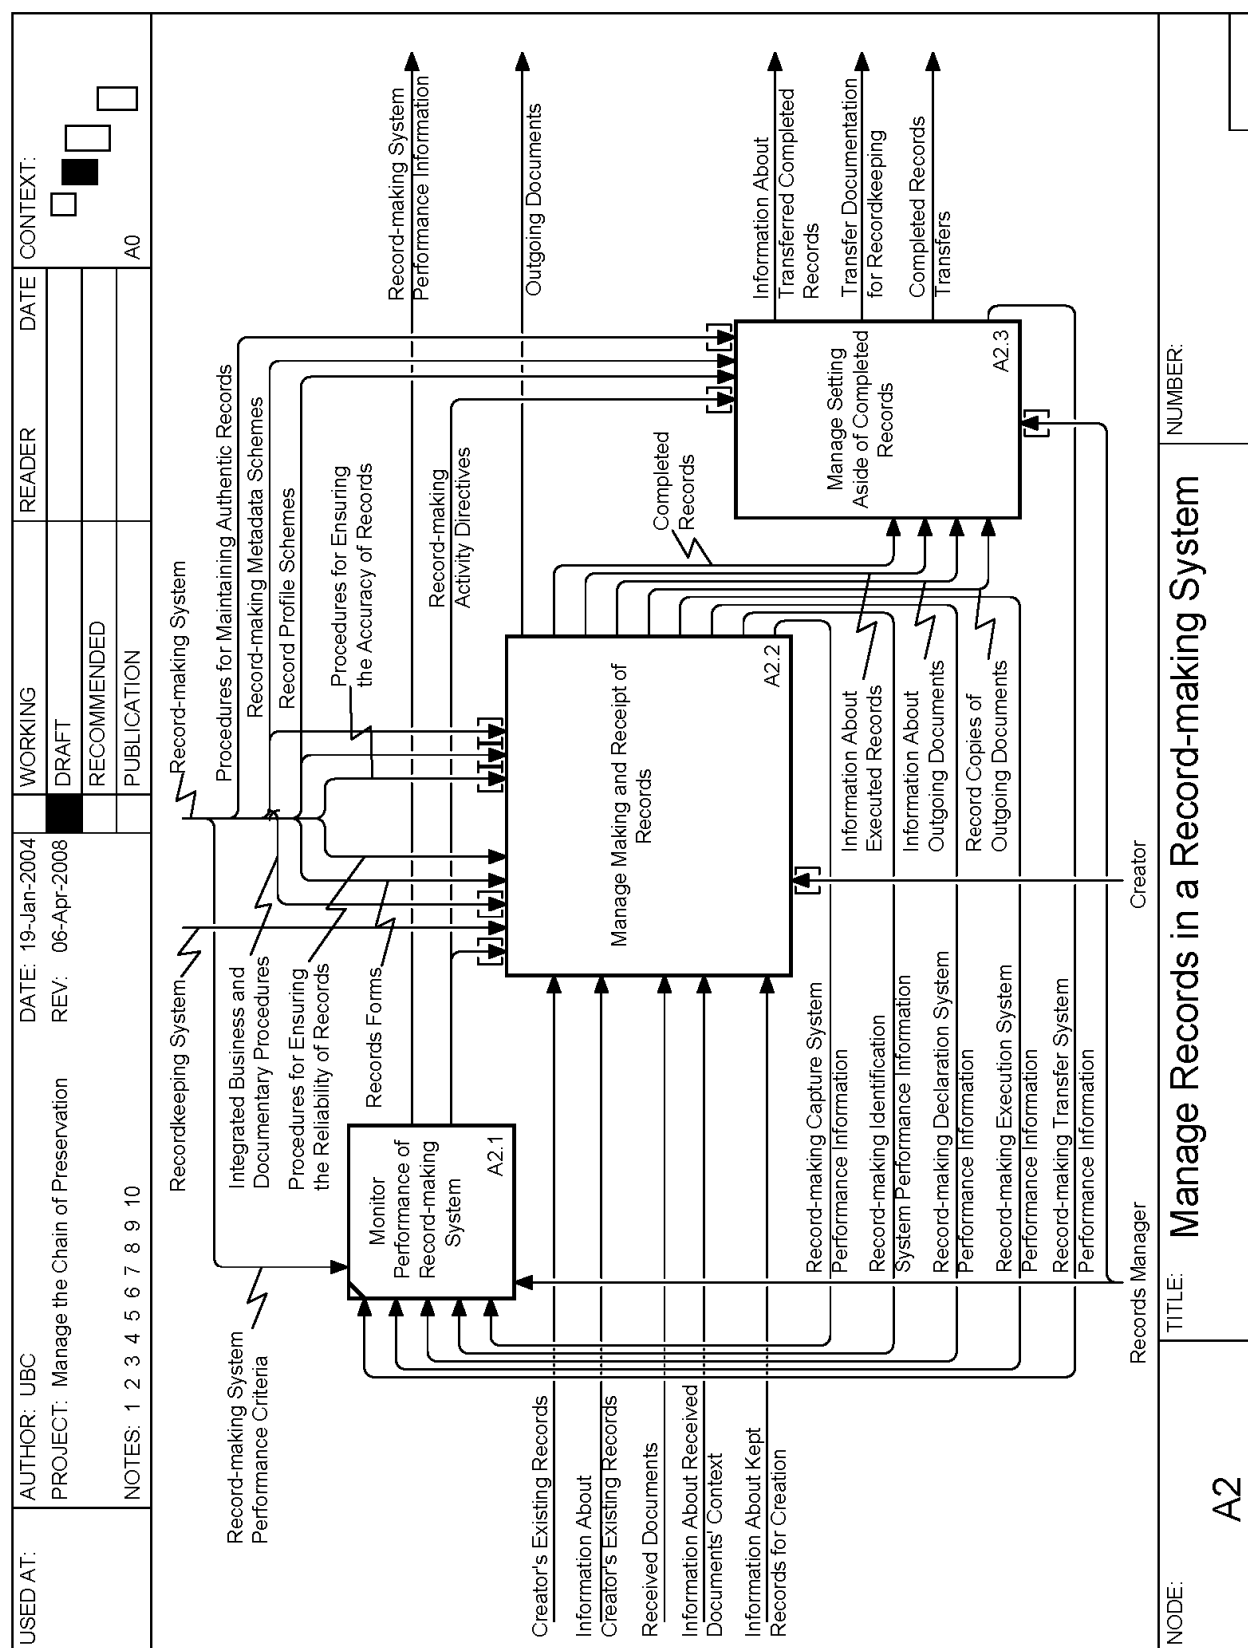 USED AT:
AUTHOR: UBC
PROJECT: Manage the Chain of Preservation
NOTES: 1 2 3 4 5 6 7 8 9 10
DATE: 19-Jan-2004
REV: 06-Apr-2008
WORKING
DRAFT
RECOMMENDED
PUBLICATION
READER
DATE
CONTEXT:
A0
Record-making System
Performance Criteria
Recordkeeping System
Integrated Business and
Documentary Procedures
Procedures for Ensuring
the Reliability of Records
Records Forms
Record-making System
Procedures for Maintaining Authentic Records
Record-making Metadata Schemes
Record Profile Schemes
Procedures for Ensuring
the Accuracy of Records
Record-making
Activity Directives
Record-making System
Performance Information
Outgoing Documents
Monitor
Performance of
Record-making
System
A2.1
Creator's Existing Records
Information About
Creator's Existing Records
Received Documents
Information About Received
Documents' Context
Information About Kept
Records for Creation
Manage Making and Receipt of
Records
A2.2
Completed
Records
Manage Setting
Aside of Completed
Records
A2.3
Information About
Transferred Completed
Records
Transfer Documentation
for Recordkeeping
Completed Records
Transfers
Information About
Executed Records
Information About
Outgoing Documents
Record Copies of
Outgoing Documents
Record-making Capture System
Performance Information
Record-making Identification
System Performance Information
Record-making Declaration System
Performance Information
Record-making Execution System
Performance Information
Record-making Transfer System
Performance Information
Records Manager
Creator
NODE:
A2
TITLE:
Manage Records in a Record-making System
NUMBER: